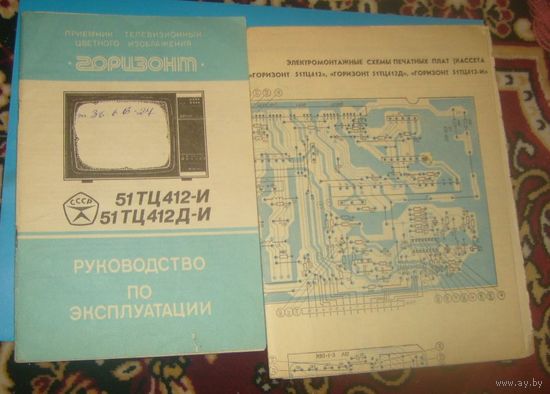 ПРИЕМНИК ТЕЛЕВИЗИОННЫЙ
ЦВЕТНОГО ИЗОБРАЖЕНИЯ
ГОРИЗОНТ
СССР
51ТЦ412-И
51ТЦ412Д-И
РУКОВОДСТВО
ПО
ЭКСПЛУАТАЦИИ
ЭЛЕКТРОМОНТАЖНЫЕ СХЕМЫ ПЕЧАТНЫХ ПЛАТ (КАССЕТА
«ГОРИЗОНТ 51ТЦ412», «ГОРИЗОНТ 51ТЦ412Д», «ГОРИЗОНТ 51ТЦ412-И»
www.ay.by